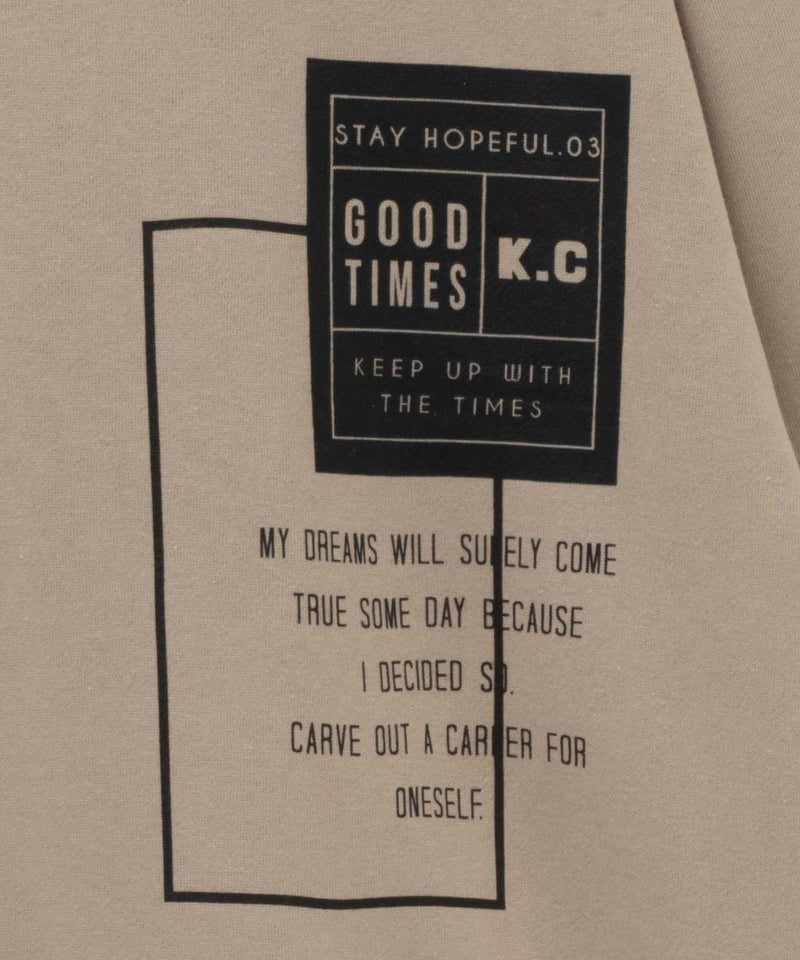 STAY HOPEFUL.03
GOOD
TIMES
K.C
KEEP UP WITH
THE TIMES
MY DREAMS WILL SURELY COME
TRUE SOME DAY BECAUSE
I DECIDED SO.
CARVE OUT A CAREER FOR
ONESELF.